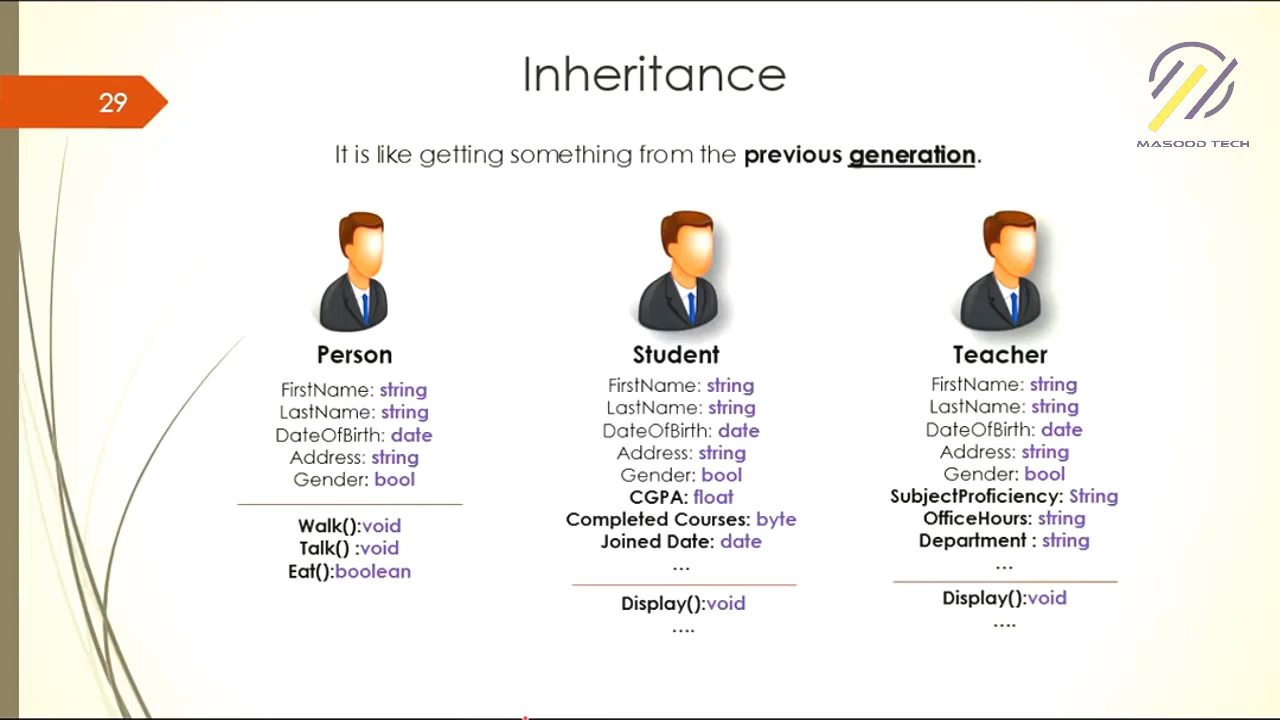 Inheritance
29
MASOOD TECH
It is like getting something from the previous generation.
Person
FirstName: string
LastName: string
DateOfBirth: date
Address: string
Gender: bool
Walk():void
Talk() :void
Eat():boolean
Student
FirstName: string
LastName: string
DateOfBirth: date
Address: string
Gender: bool
CGPA: float
Completed Courses: byte
Joined Date: date
...
Display():void
....
Teacher
FirstName: string
LastName: string
DateOfBirth: date
Address: string
Gender: bool
SubjectProficiency: String
OfficeHours: string
Department : string
...
Display():void
....